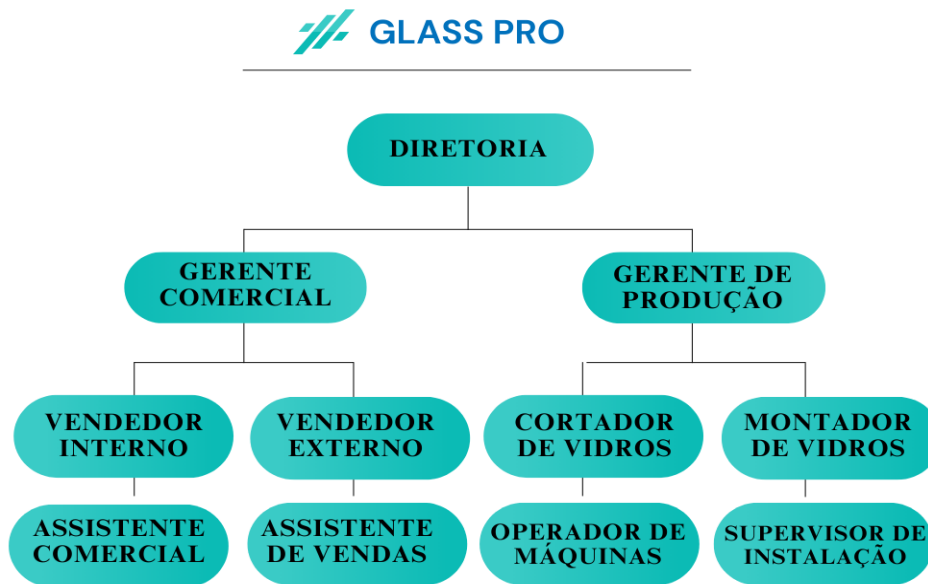 GLASS PRO
DIRETORIA
GERENTE
COMERCIAL
GERENTE DE
PRODUÇÃO
VENDEDOR
INTERNO
VENDEDOR
EXTERNO
CORTADOR
DE VIDROS
MONTADOR
DE VIDROS
ASSISTENTE
COMERCIAL
ASSISTENTE
DE VENDAS
OPERADOR DE
MÁQUINAS
SUPERVISOR DE
INSTALAÇÃO